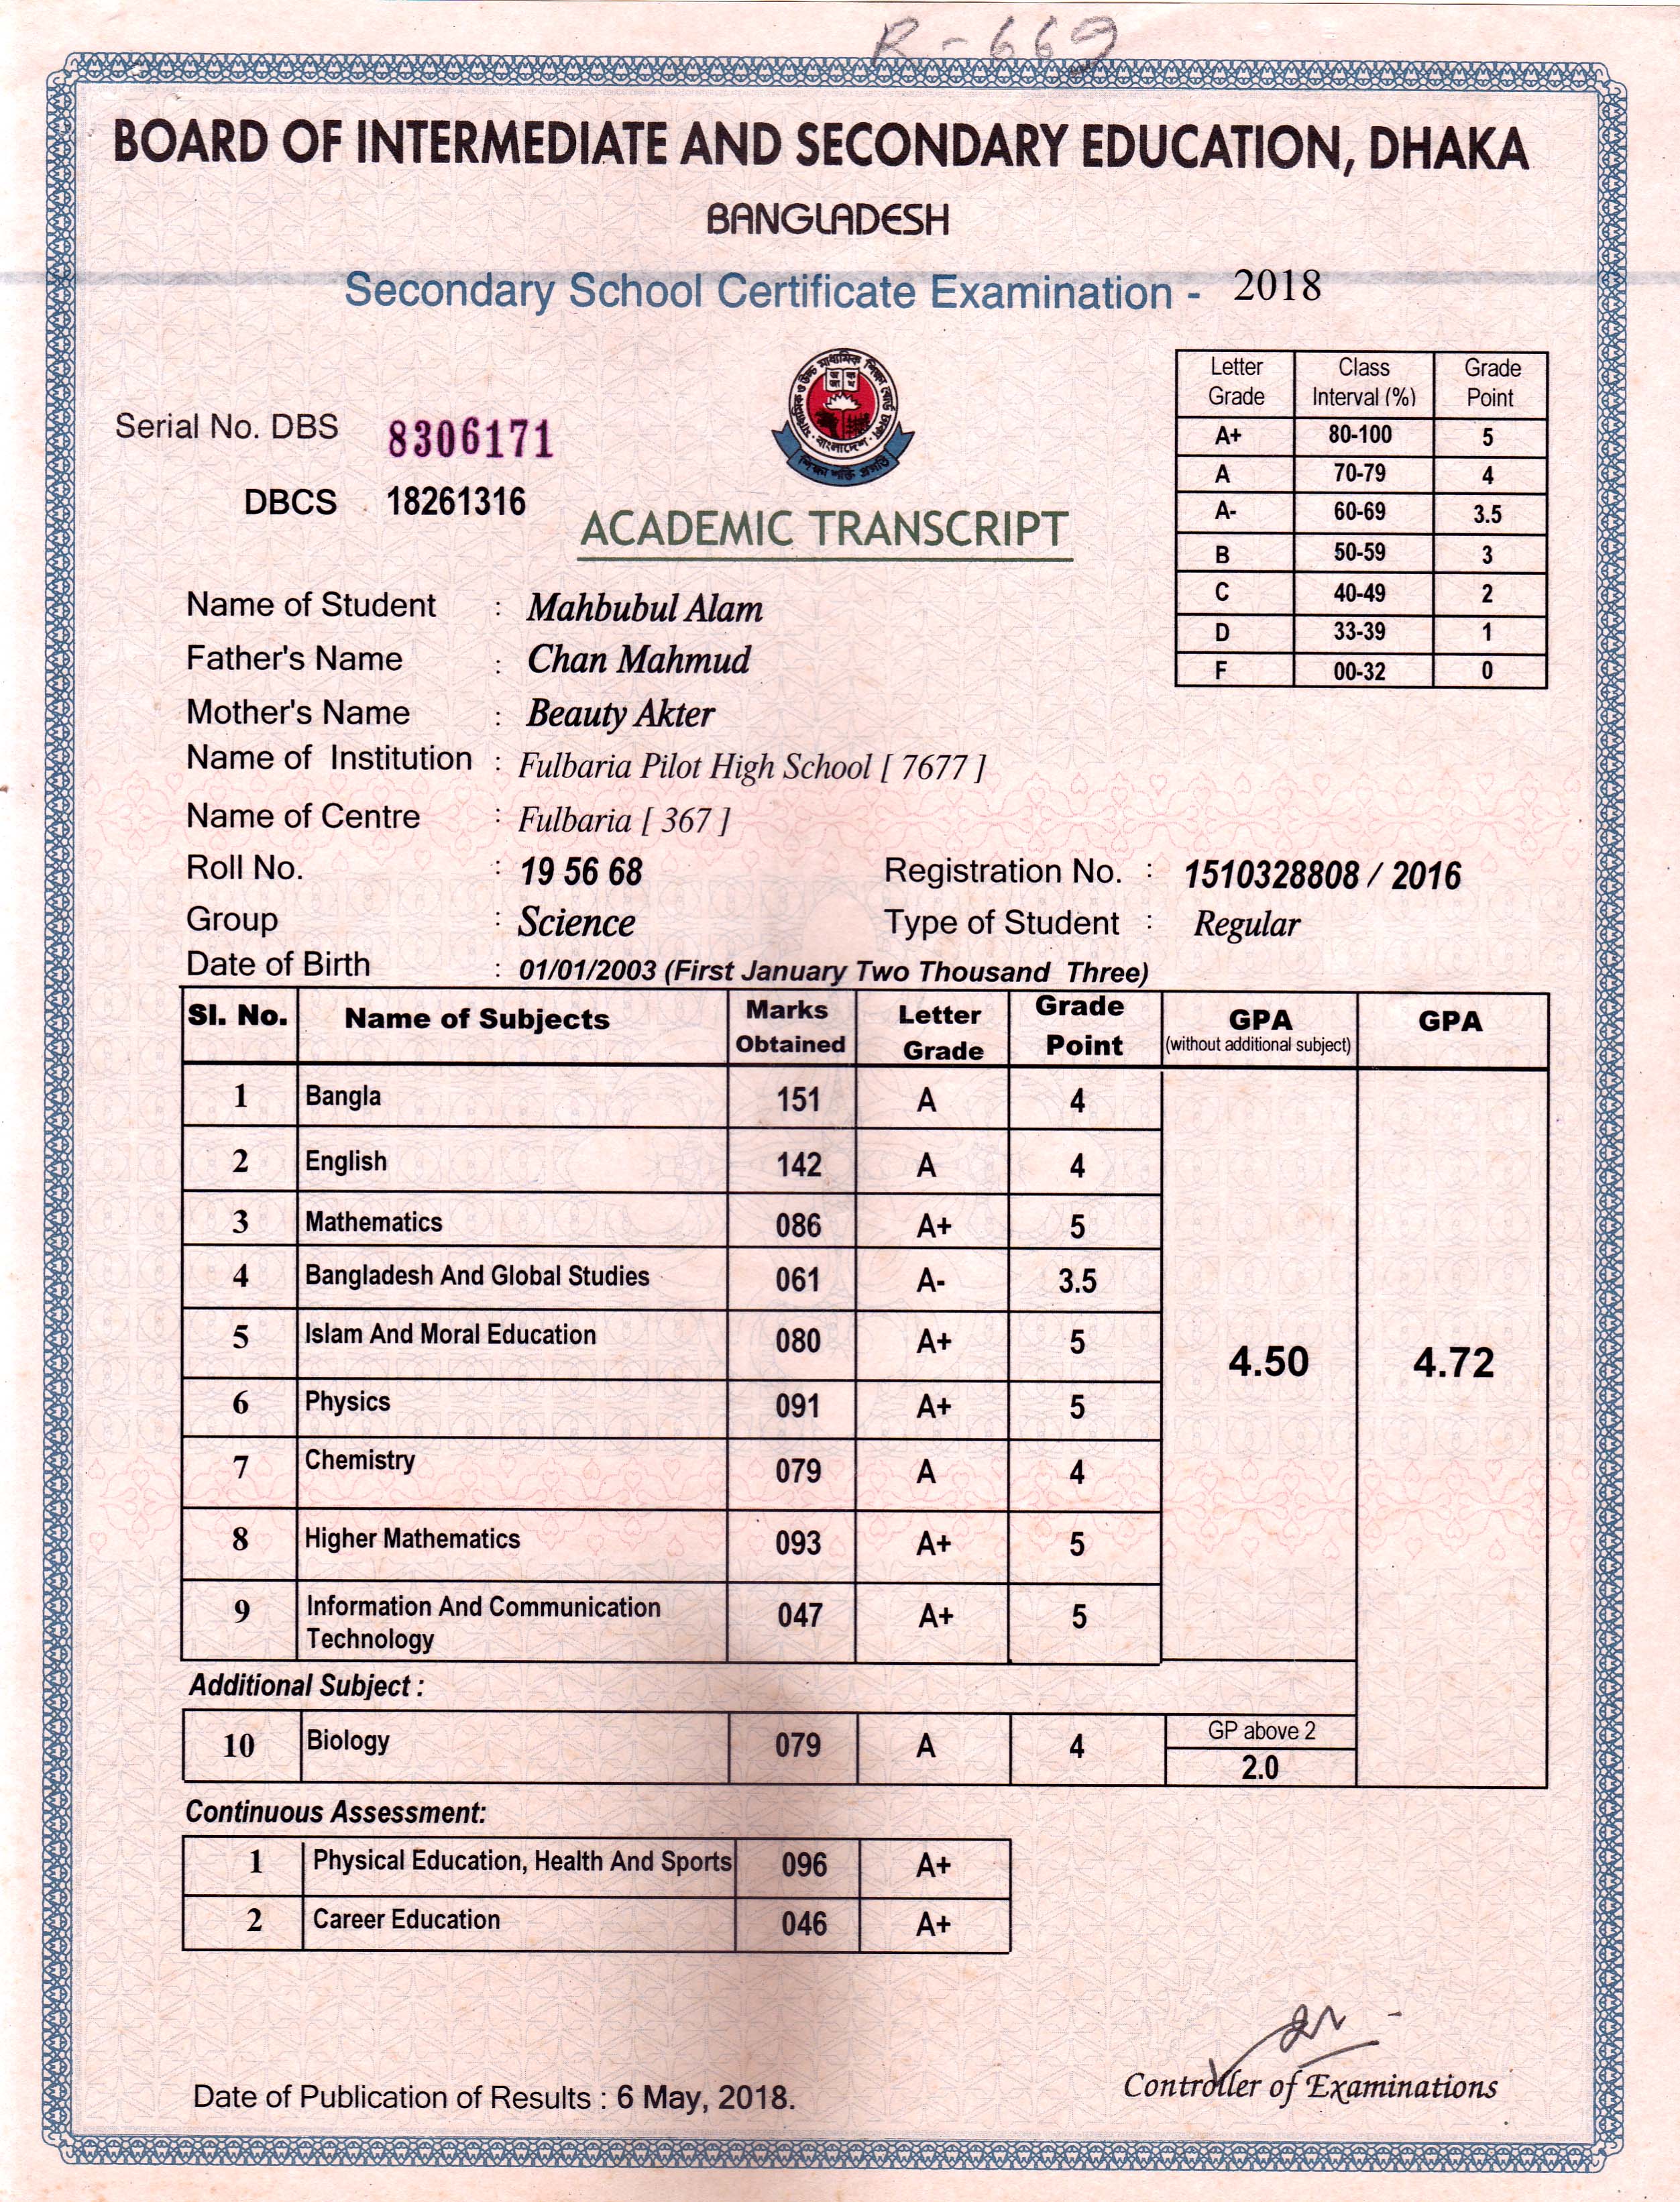 R-669
BOARD OF INTERMEDIATE AND SECONDARY EDUCATION, DHAKA
BANGLADESH
Secondary School Certificate Examination - 2018
Letter Grade Class Interval (%) Grade Point
A+ 80-100 5
A 70-79 4
A- 60-69 3.5
B 50-59 3
C 40-49 2
D 33-39 1
F 00-32 0
Serial No. DBS 8306171
DBCS 18261316
মাধ্যমিক ও উচ্চ মাধ্যমিক শিক্ষা বোর্ড ঢাকা
বাংলাদেশ
ACADEMIC TRANSCRIPT
Name of Student : Mahbubul Alam
Father's Name : Chan Mahmud
Mother's Name : Beauty Akter
Name of Institution : Fulbaria Pilot High School [ 7677 ]
Name of Centre : Fulbaria [ 367 ]
Roll No. : 19 56 68 Registration No. : 1510328808 / 2016
Group : Science Type of Student : Regular
Date of Birth : 01/01/2003 (First January Two Thousand Three)
Sl. No. Name of Subjects Marks Obtained Letter Grade Grade Point GPA (without additional subject) GPA
1 Bangla 151 A 4
2 English 142 A 4
3 Mathematics 086 A+ 5
4 Bangladesh And Global Studies 061 A- 3.5
5 Islam And Moral Education 080 A+ 5 4.50 4.72
6 Physics 091 A+ 5
7 Chemistry 079 A 4
8 Higher Mathematics 093 A+ 5
9 Information And Communication Technology 047 A+ 5
Additional Subject :
10 Biology 079 A 4 GP above 2 2.0
Continuous Assessment:
1 Physical Education, Health And Sports 096 A+
2 Career Education 046 A+
Date of Publication of Results : 6 May, 2018.
Controller of Examinations